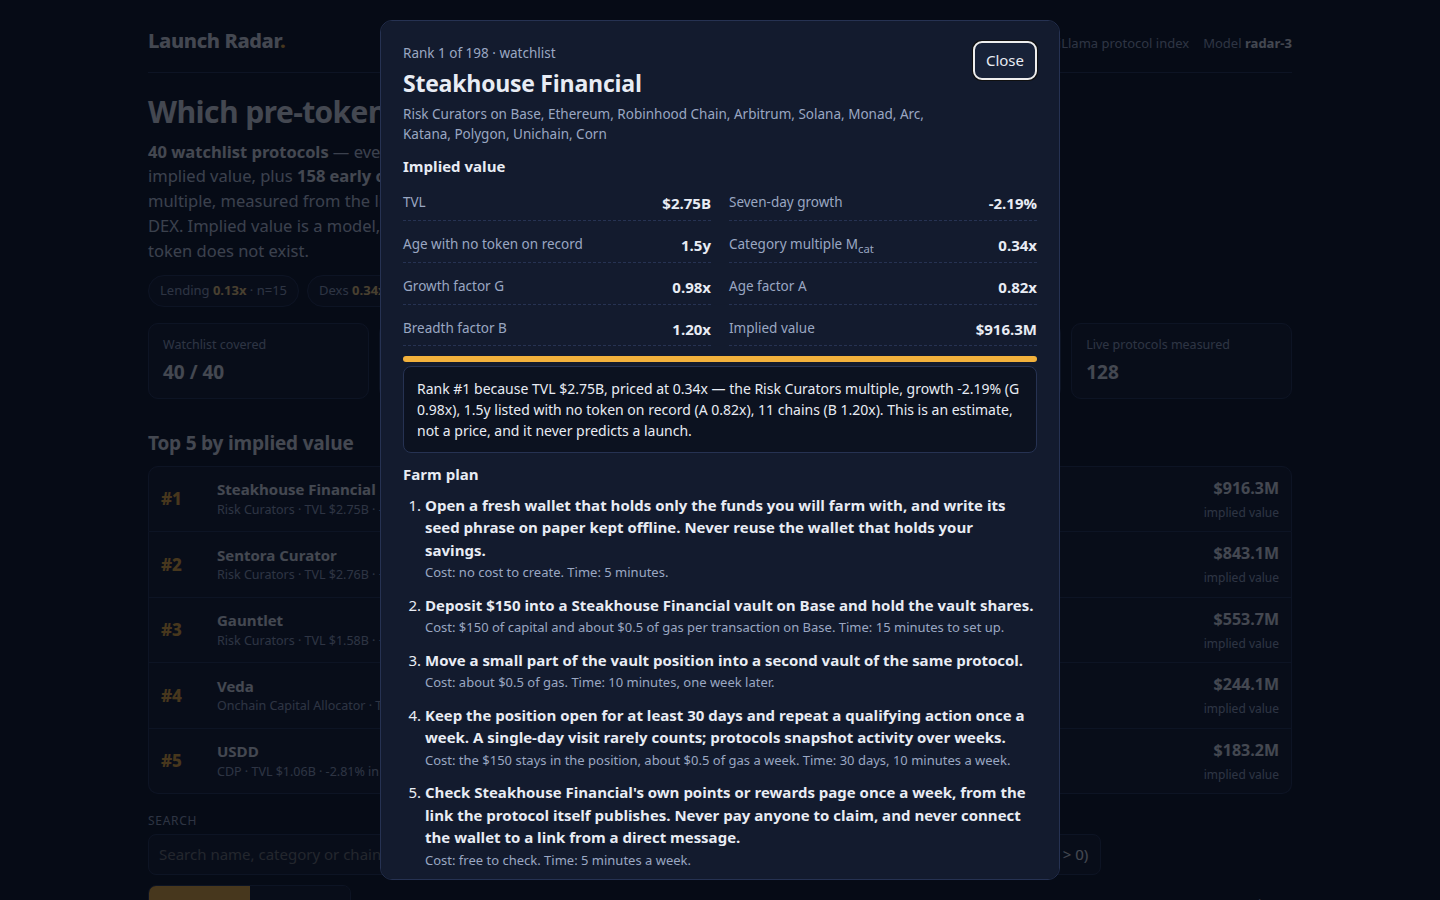 Launch Radar.
Llama protocol index Model radar-3
Which pre-token
40 watchlist protocols — eve
implied value, plus 158 early c
multiple, measured from the l
DEX. Implied value is a model,
token does not exist.
Lending 0.13x · n=15 Dexs 0.34x
Watchlist covered
40 / 40
Live protocols measured
128
Top 5 by implied value
#1 Steakhouse Financial $916.3M
Risk Curators · TVL $2.75B · implied value
#2 Sentora Curator $843.1M
Risk Curators · TVL $2.76B · implied value
#3 Gauntlet $553.7M
Risk Curators · TVL $1.58B · implied value
#4 Veda $244.1M
Onchain Capital Allocator · T implied value
#5 USDD $183.2M
CDP · TVL $1.06B · -2.81% in implied value
SEARCH
Search name, category or chain
> 0)
Rank 1 of 198 · watchlist
Close
Steakhouse Financial
Risk Curators on Base, Ethereum, Robinhood Chain, Arbitrum, Solana, Monad, Arc,
Katana, Polygon, Unichain, Corn
Implied value
TVL $2.75B Seven-day growth -2.19%
Age with no token on record 1.5y Category multiple Mcat 0.34x
Growth factor G 0.98x Age factor A 0.82x
Breadth factor B 1.20x Implied value $916.3M
Rank #1 because TVL $2.75B, priced at 0.34x — the Risk Curators multiple, growth -2.19% (G
0.98x), 1.5y listed with no token on record (A 0.82x), 11 chains (B 1.20x). This is an estimate,
not a price, and it never predicts a launch.
Farm plan
1. Open a fresh wallet that holds only the funds you will farm with, and write its
seed phrase on paper kept offline. Never reuse the wallet that holds your
savings.
Cost: no cost to create. Time: 5 minutes.
2. Deposit $150 into a Steakhouse Financial vault on Base and hold the vault shares.
Cost: $150 of capital and about $0.5 of gas per transaction on Base. Time: 15 minutes to set up.
3. Move a small part of the vault position into a second vault of the same protocol.
Cost: about $0.5 of gas. Time: 10 minutes, one week later.
4. Keep the position open for at least 30 days and repeat a qualifying action once a
week. A single-day visit rarely counts; protocols snapshot activity over weeks.
Cost: the $150 stays in the position, about $0.5 of gas a week. Time: 30 days, 10 minutes a week.
5. Check Steakhouse Financial's own points or rewards page once a week, from the
link the protocol itself publishes. Never pay anyone to claim, and never connect
the wallet to a link from a direct message.
Cost: free to check. Time: 5 minutes a week.